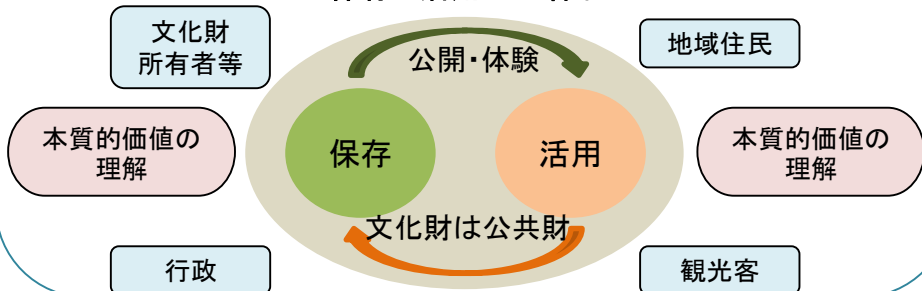 文化財
所有者等
公開・体験
地域住民
本質的価値の
理解
保存
活用
本質的価値の
理解
文化財は公共財
行政
観光客